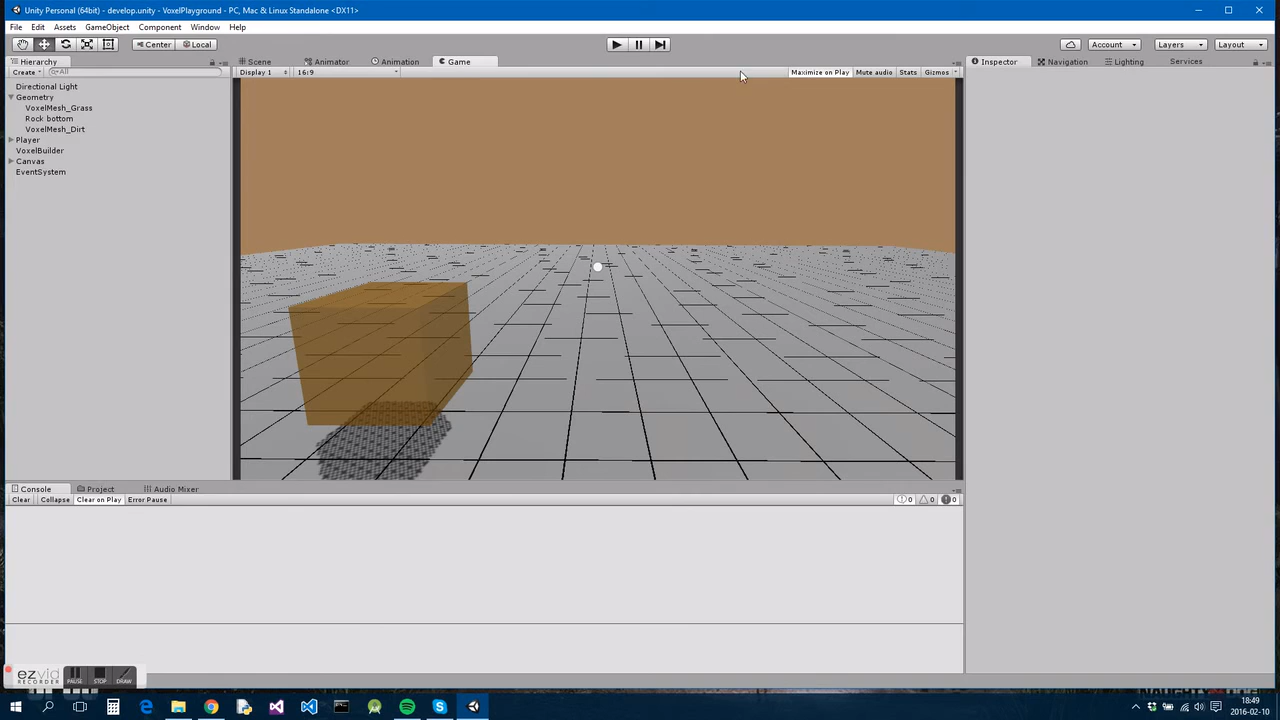 Unity Personal (64bit) - develop.unity - VoxelPlayground - PC, Mac & Linux Standalone <DX11>
File Edit Assets GameObject Component Window Help
Center Local Account Layers Layout
Hierarchy Scene Animator Animation Game Inspector Navigation Lighting Services
Create All Display 1 16:9 Maximize on Play Mute audio Stats Gizmos
Directional Light
Geometry
VoxelMesh_Grass
Rock bottom
VoxelMesh_Dirt
Player
VoxelBuilder
Canvas
EventSystem
Console Project Audio Mixer
Clear Collapse Clear on Play Error Pause 0 0 0
ezvid
RECORDER
PAUSE STOP DRAW
18:49
2016-02-10